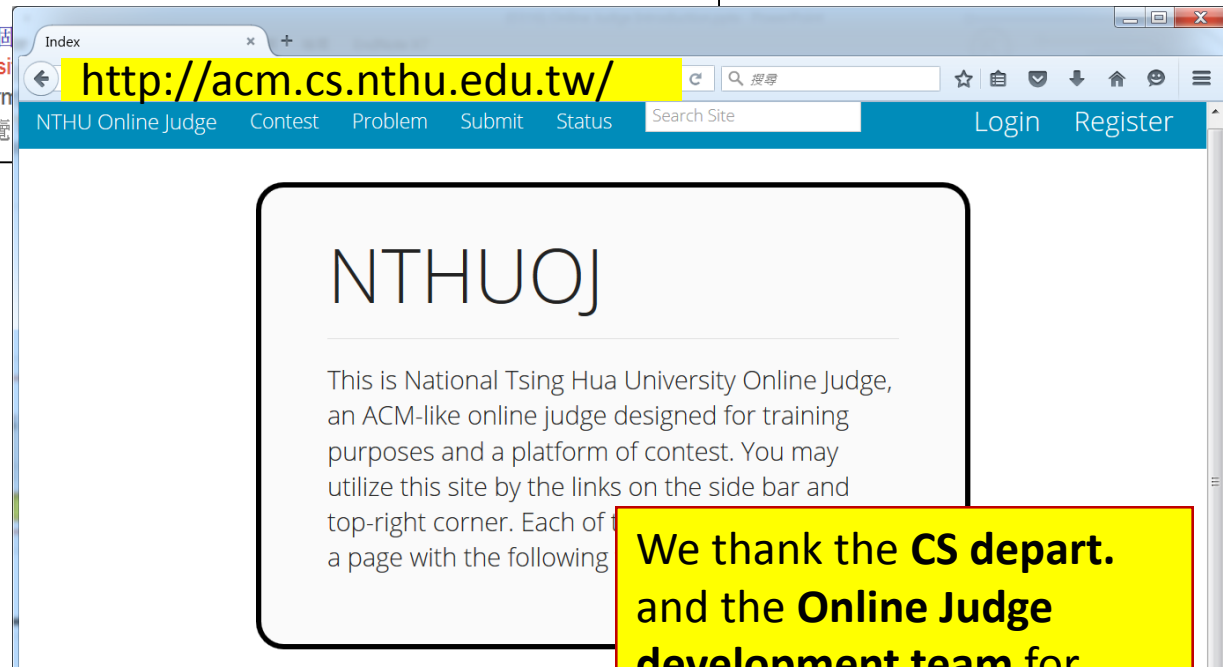 Index
http://acm.cs.nthu.edu.tw/
搜尋
NTHU Online Judge Contest Problem Submit Status Search Site Login Register
NTHUOJ
This is National Tsing Hua University Online Judge,
an ACM-like online judge designed for training
purposes and a platform of contest. You may
utilize this site by the links on the side bar and
top-right corner. Each of
a page with the following
We thank the CS depart.
and the Online Judge
development team for